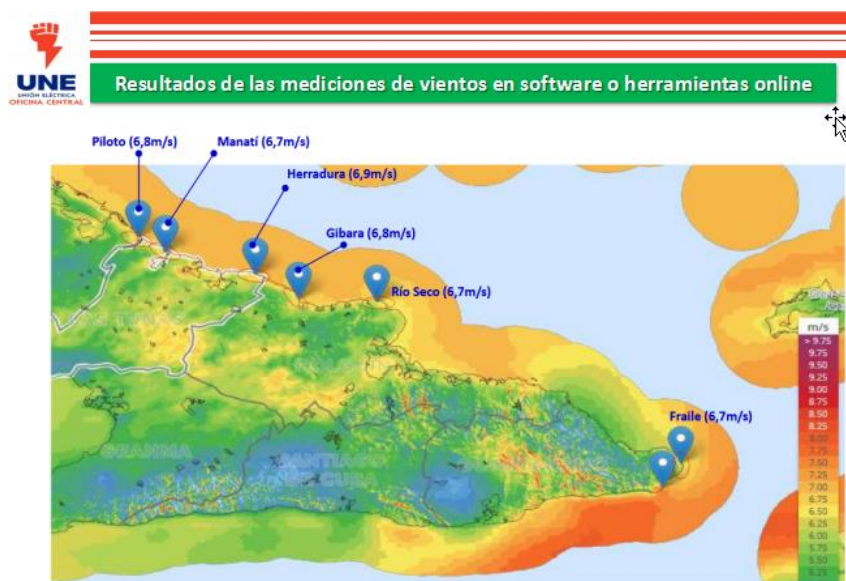 UNE
UNIÓN ELÉCTRICA
OFICINA CENTRAL
Resultados de las mediciones de vientos en software o herramientas online
Piloto (6,8m/s)
Manatí (6,7m/s)
Herradura (6,9m/s)
Gibara (6,8m/s)
Río Seco (6,7m/s)
Fraile (6,7m/s)
GRANMA
SANTIAGO
DE CUBA
m/s
> 9.75
9.75
9.50
9.25
9.00
8.75
8.50
8.25
8.00
7.75
7.50
7.25
7.00
6.75
6.50
6.25
6.00
5.75
5.50
5.25